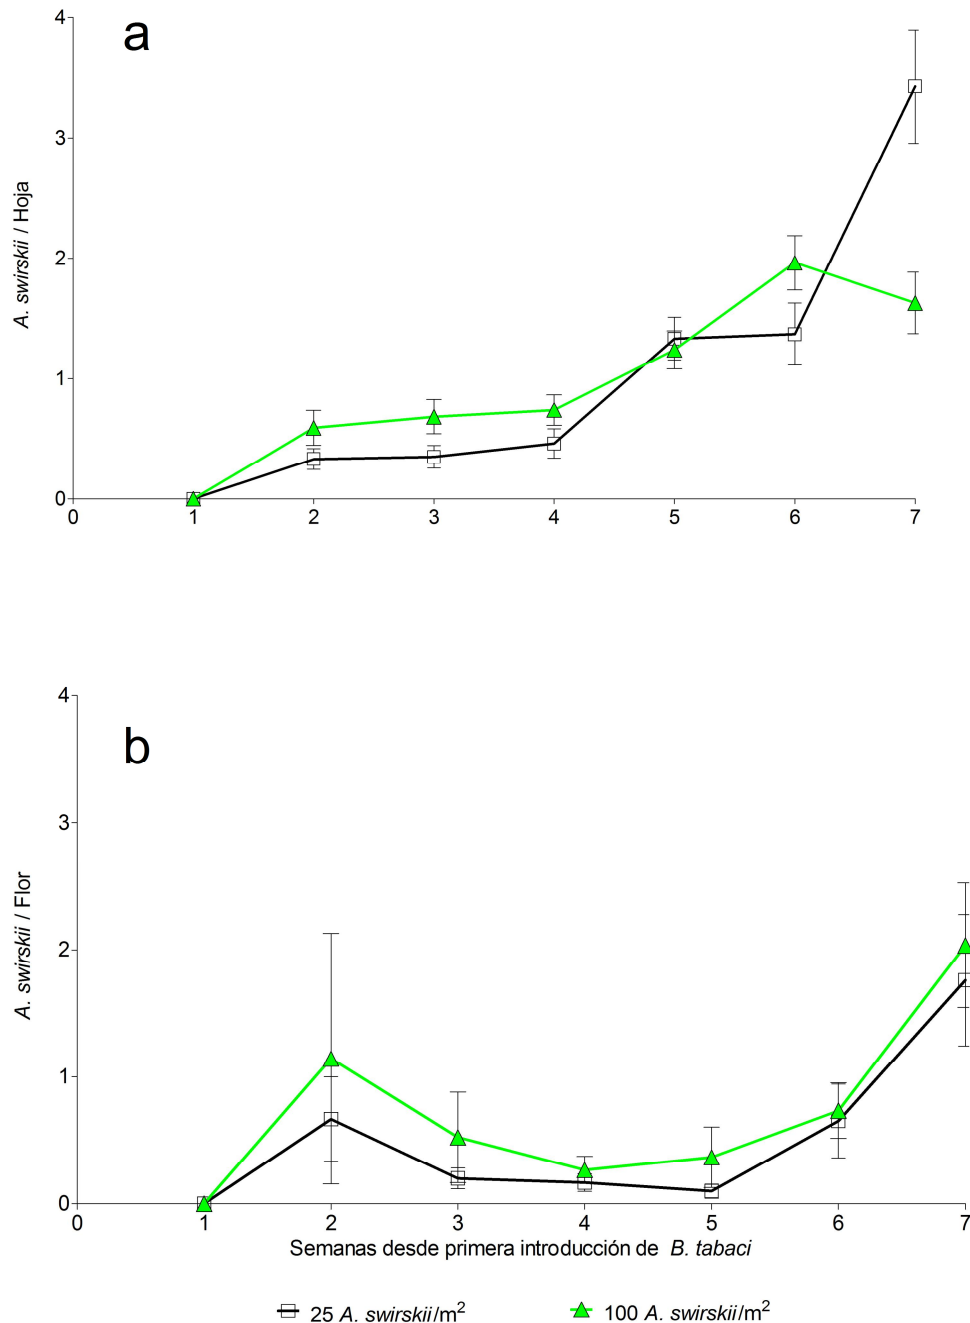 a
4
3
2
1
0
A. swirskii / Hoja
0 1 2 3 4 5 6 7
b
4
3
2
1
0
A. swirskii / Flor
0 1 2 3 4 5 6 7
Semanas desde primera introducción de B. tabaci
25 A. swirskii/m² 100 A. swirskii/m²